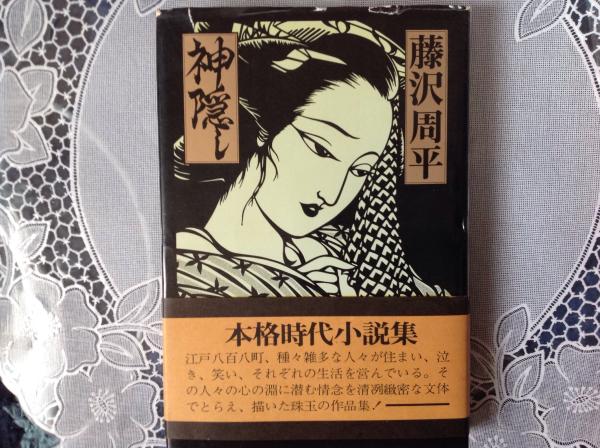 藤沢周平
神隠し
本格時代小説集
江戸八百八町、種々雑多な人々が住まい、泣
き、笑い、それぞれの生活を営んでいる。そ
の人々の心の淵に潜む情念を清冽緻密な文体
でとらえ、描いた珠玉の作品集!